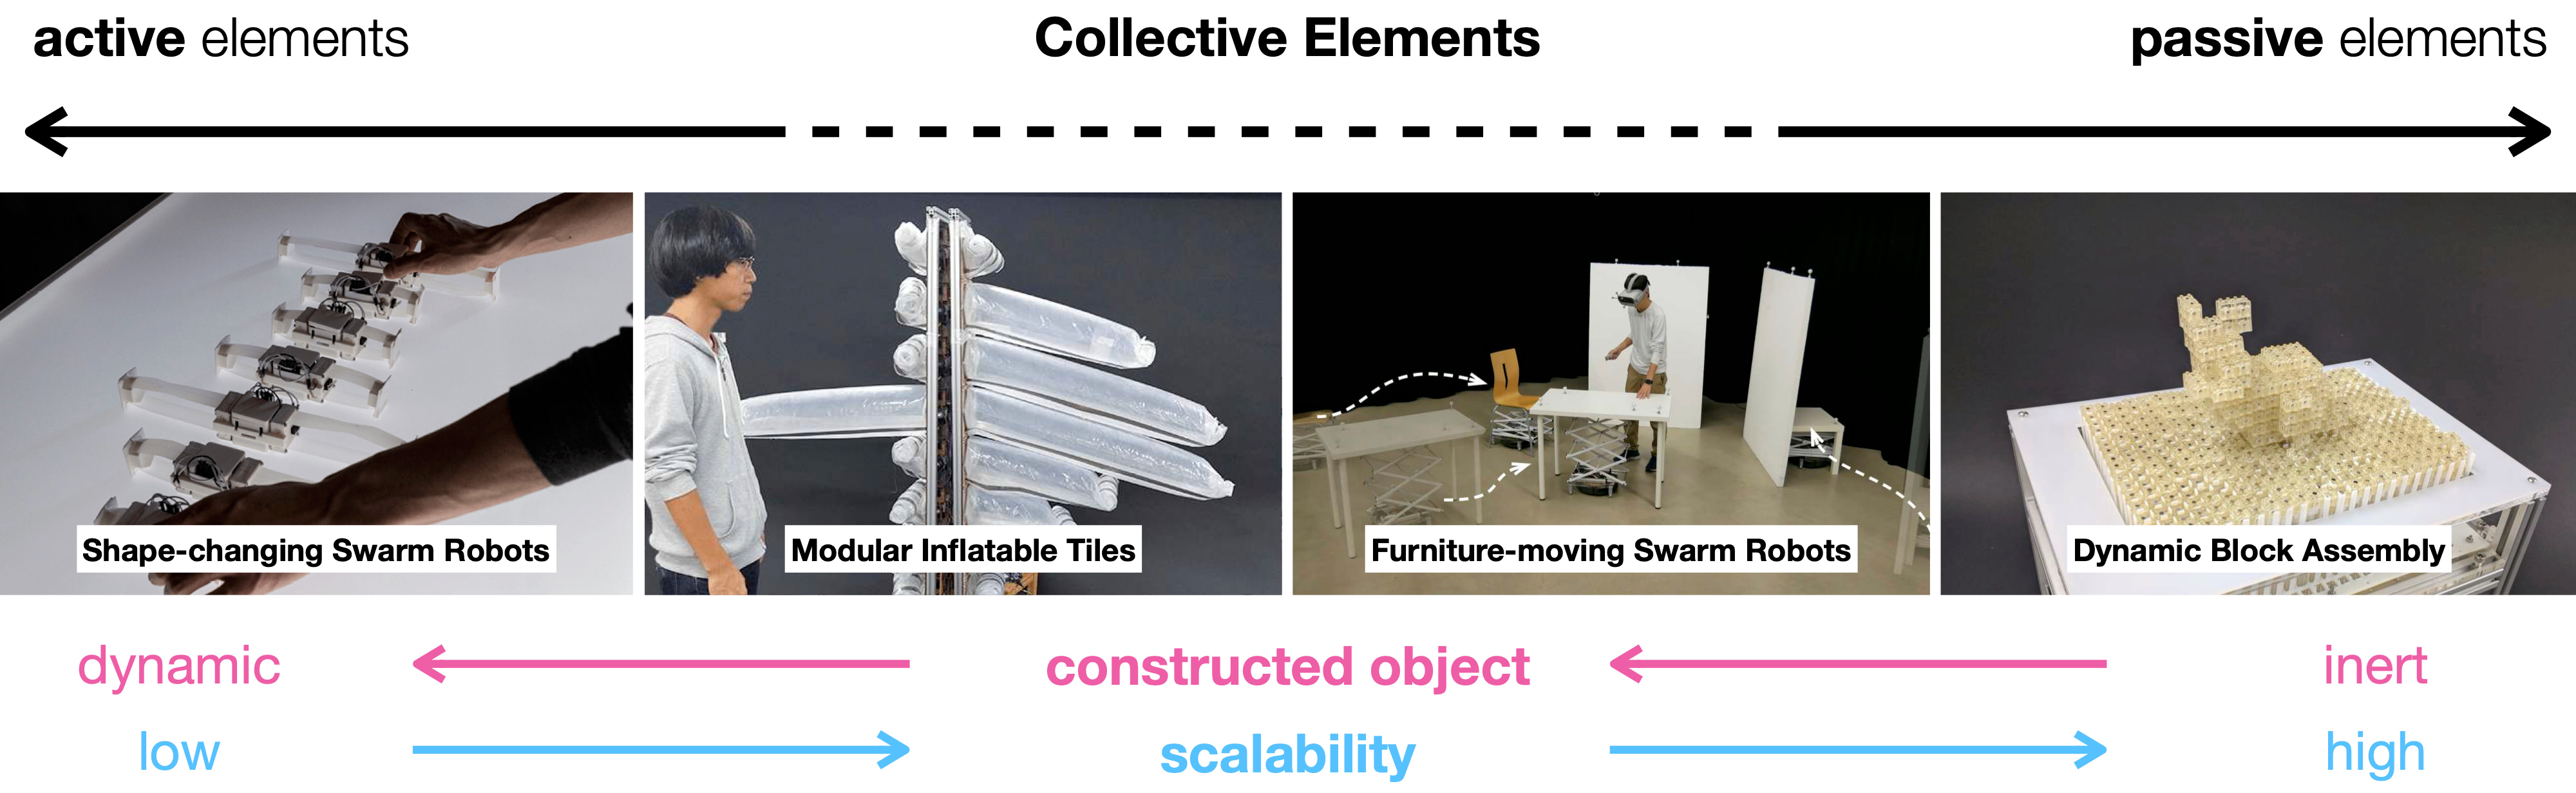 active elements
Collective Elements
passive elements
Shape-changing Swarm Robots
Modular Inflatable Tiles
Furniture-moving Swarm Robots
Dynamic Block Assembly
dynamic
constructed object
inert
low
scalability
high